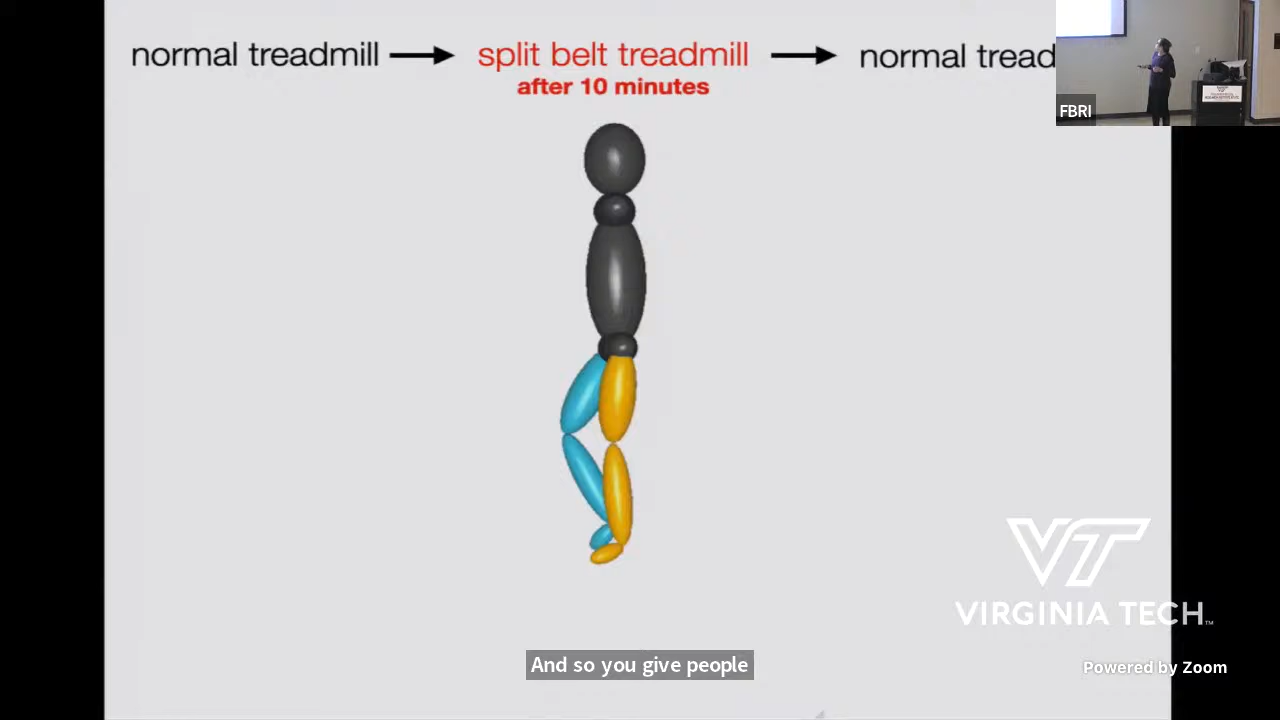 normal treadmill → split belt treadmill → normal tread
after 10 minutes
FBRI
VT
VIRGINIA TECH™
And so you give people
Powered by Zoom